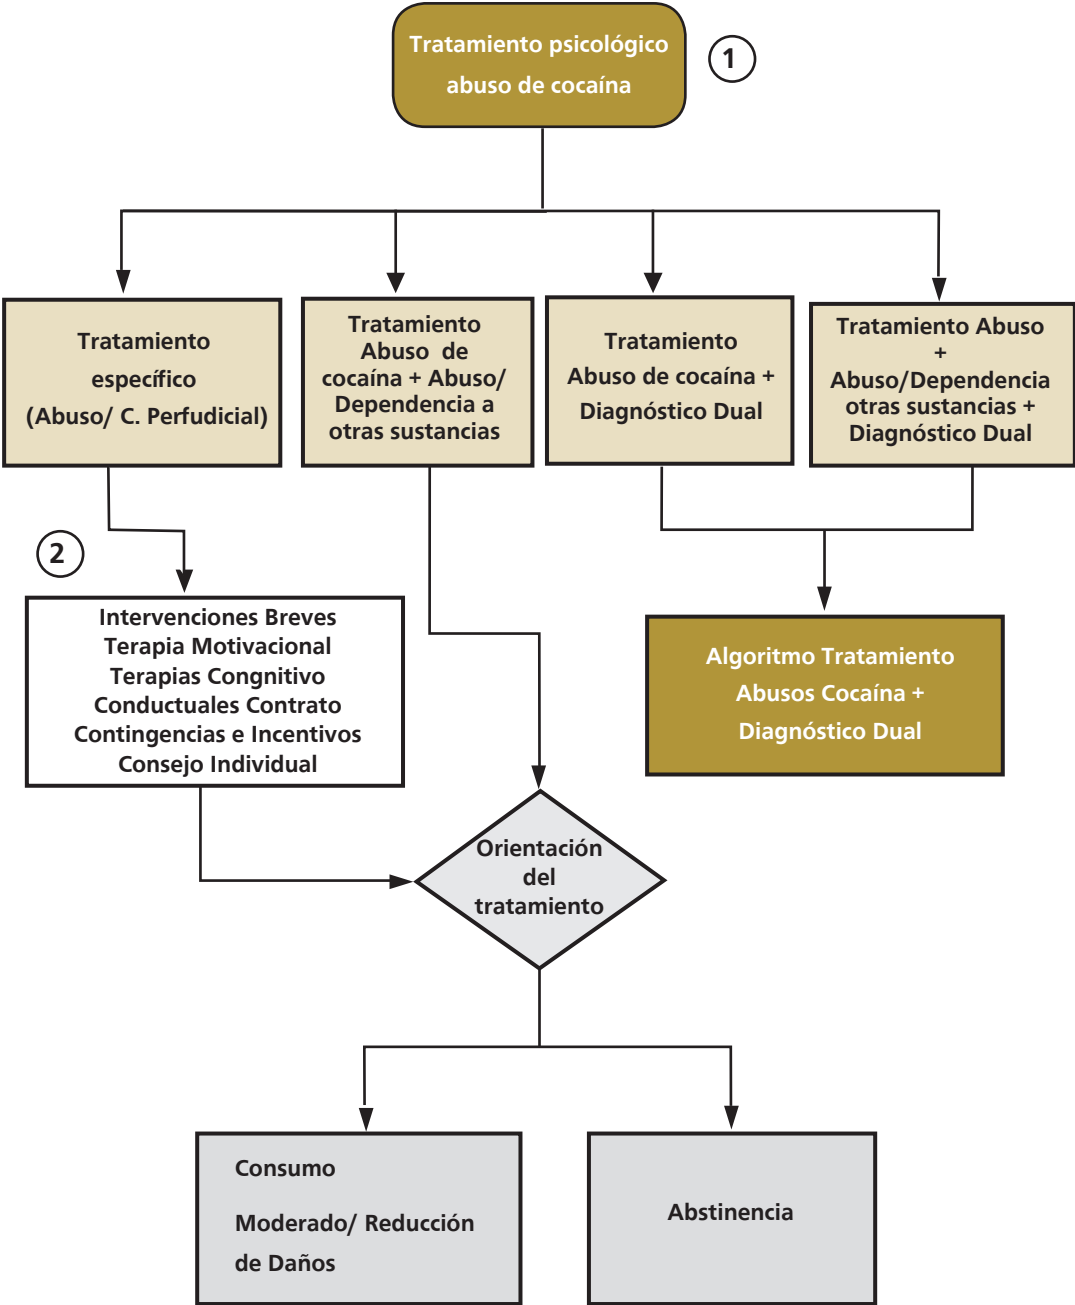 Tratamiento psicológico
abuso de cocaína
1
Tratamiento
específico
(Abuso/ C. Perfudicial)
Tratamiento
Abuso de
cocaína + Abuso/
Dependencia a
otras sustancias
Tratamiento
Abuso de cocaína +
Diagnóstico Dual
Tratamiento Abuso
+
Abuso/Dependencia
otras sustancias +
Diagnóstico Dual
2
Intervenciones Breves
Terapia Motivacional
Terapias Congnitivo
Conductuales Contrato
Contingencias e Incentivos
Consejo Individual
Algoritmo Tratamiento
Abusos Cocaína +
Diagnóstico Dual
Orientación
del
tratamiento
Consumo
Moderado/ Reducción
de Daños
Abstinencia